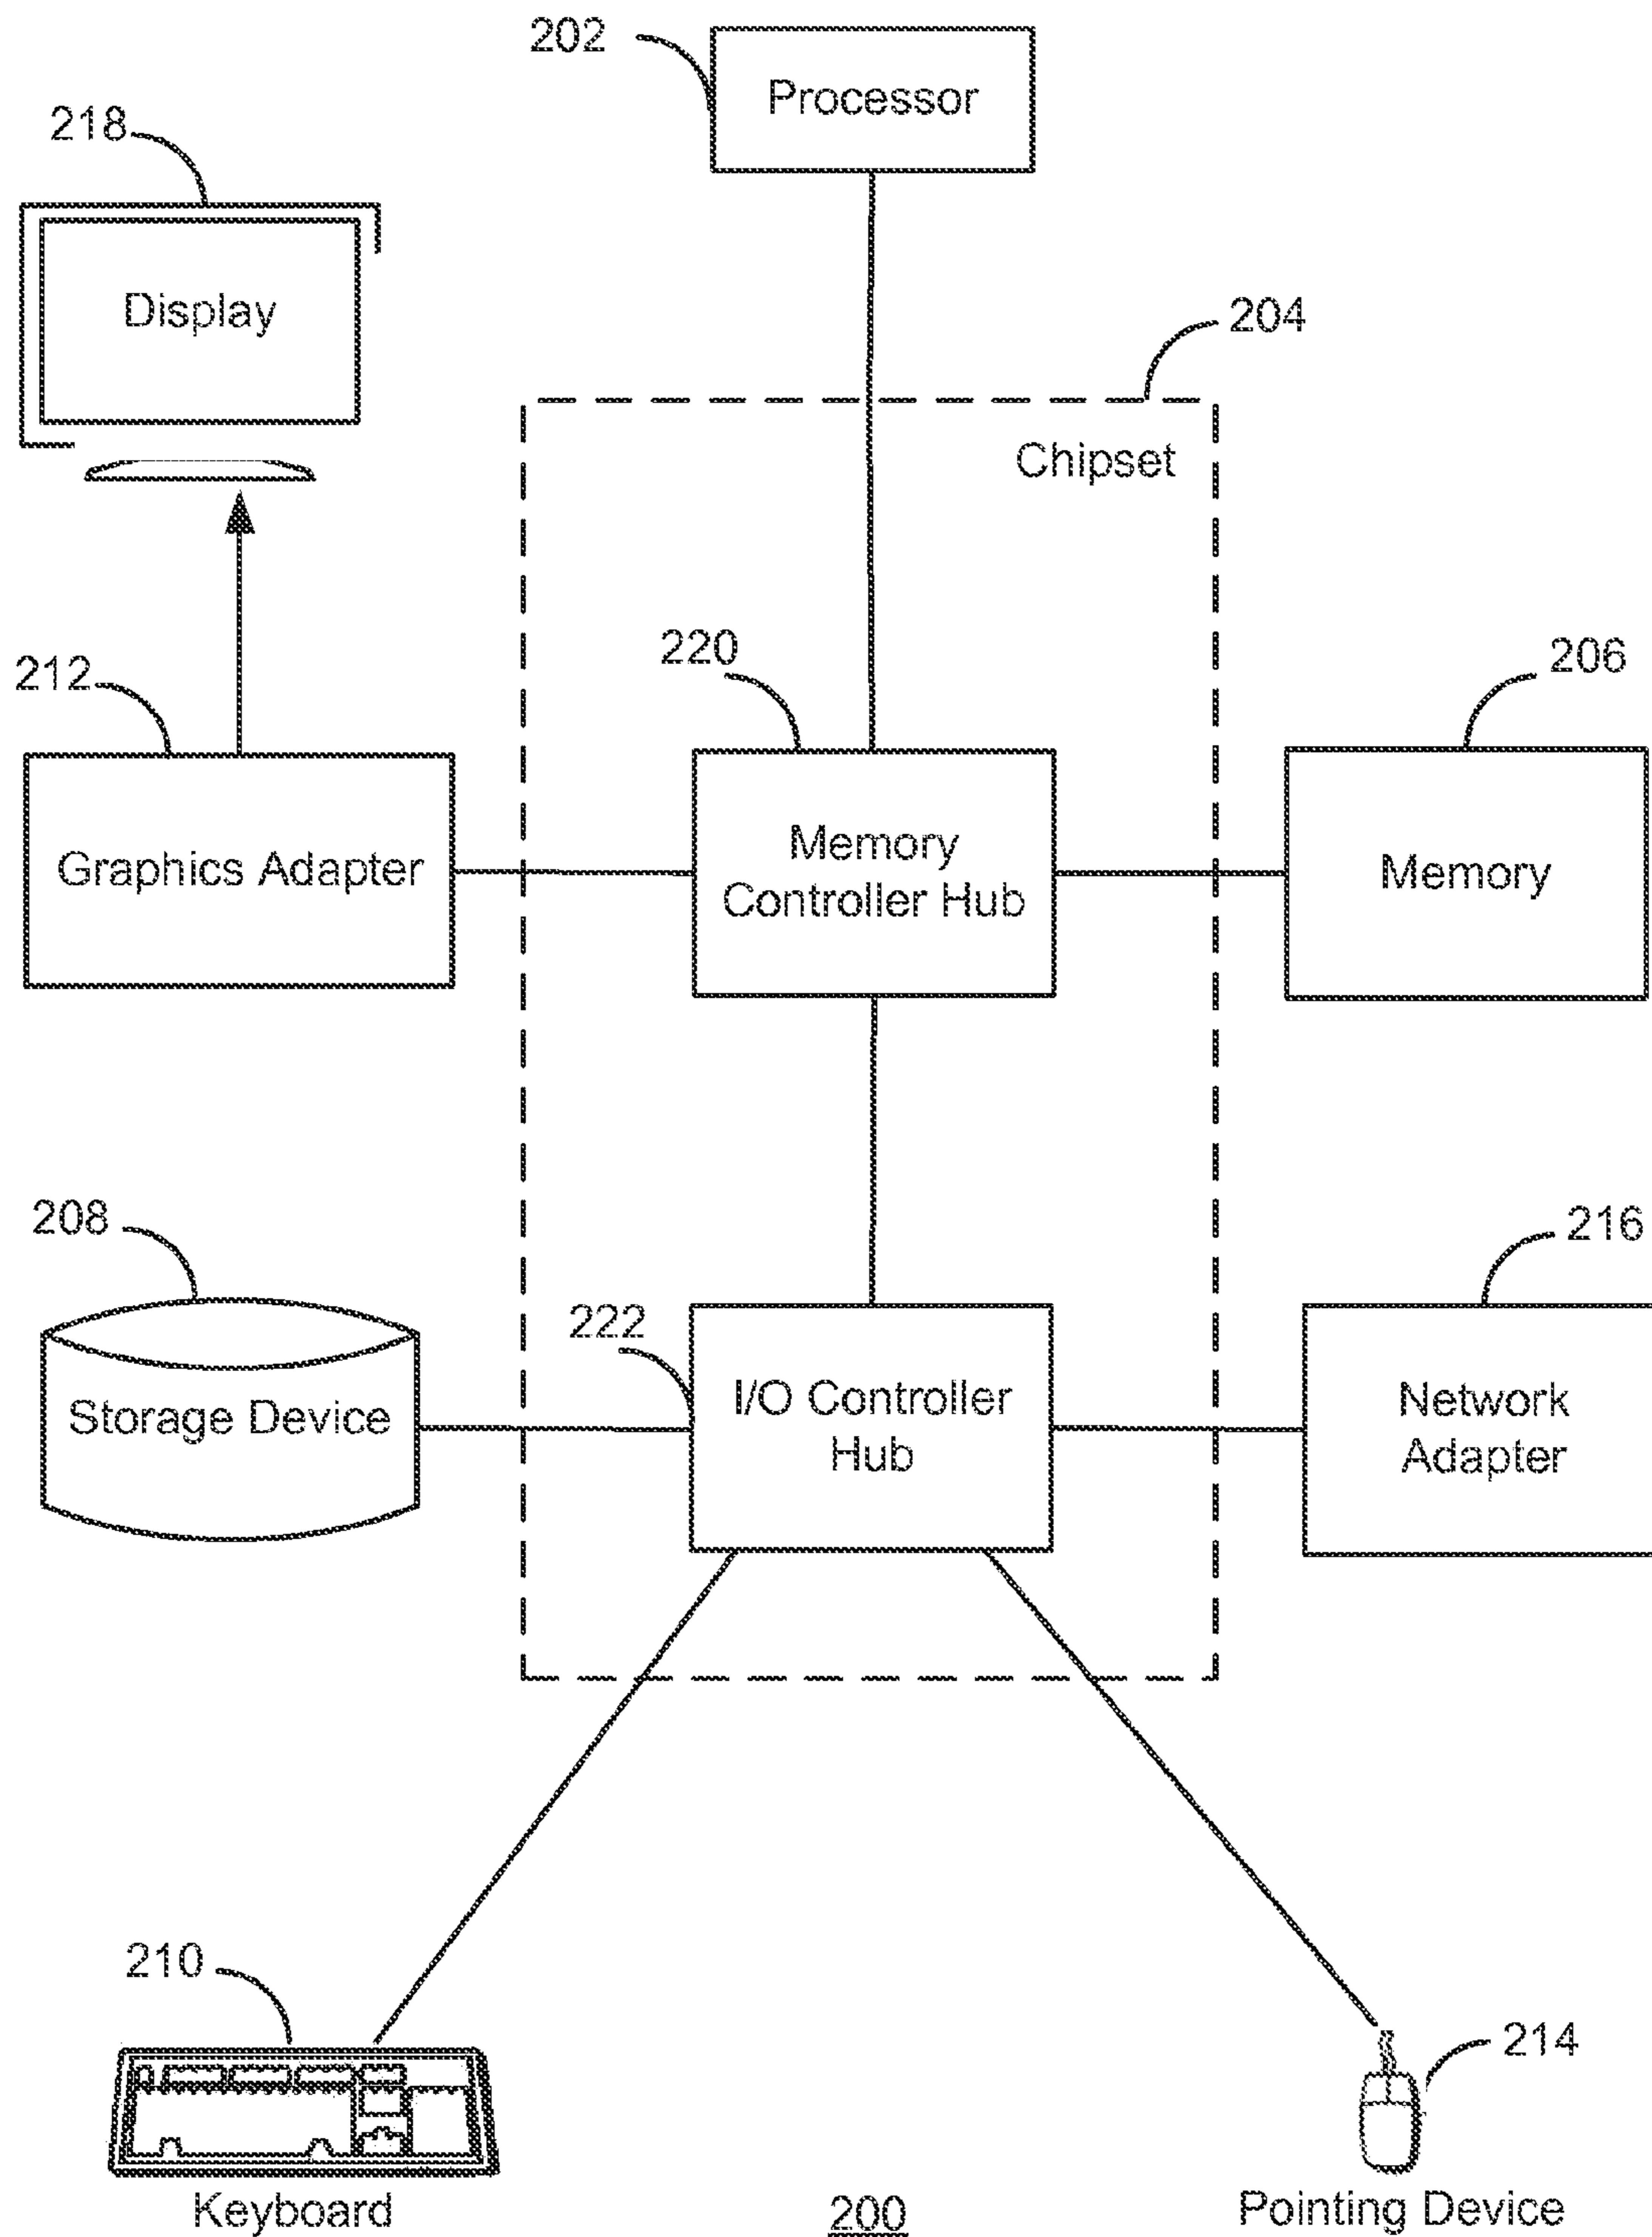 202
Processor
218
Display
204
Chipset
220
206
212
Memory
Controller Hub
Graphics Adapter
Memory
208
216
222
I/O Controller
Hub
Storage Device
Network
Adapter
210
214
Keyboard
200
Pointing Device